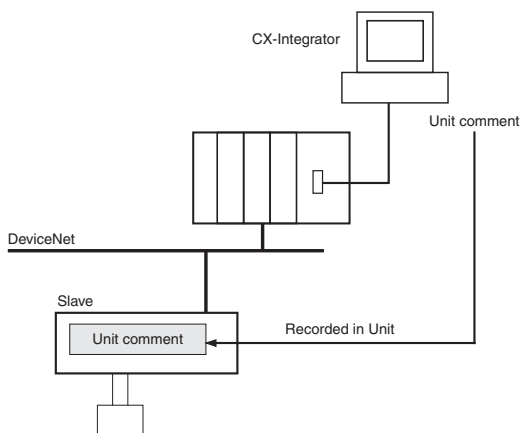 CX-Integrator
Unit comment
DeviceNet
Slave
Unit comment
Recorded in Unit